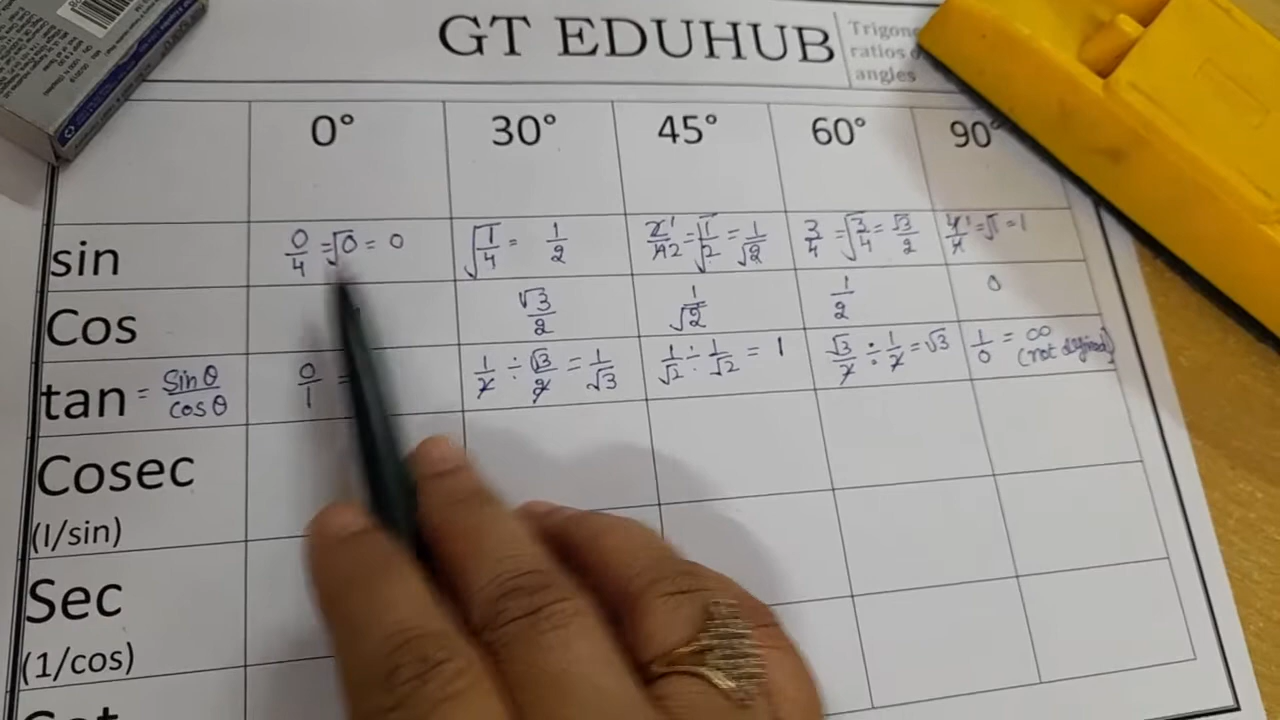 GT EDUHUB
ratios
angles
0° 30° 45° 60° 90°
sin 0/4 = √0 = 0 √1/4 = 1/2 2̸1/4̸2 = √1/√2 = 1/√2 3/4 = √3/4 = √3/2 4̸1/4̸ = √1 = 1
Cos √3/2 1/√2 1/2 0
tan = Sinθ/cosθ 0/1 = 1/2̸ ÷ √3/2̸ = 1/√3 1/√2 ÷ 1/√2 = 1 √3/2̸ ÷ 1/2̸ = √3 1/0 = ∞
(not defined)
Cosec
(I/sin)
Sec
(1/cos)